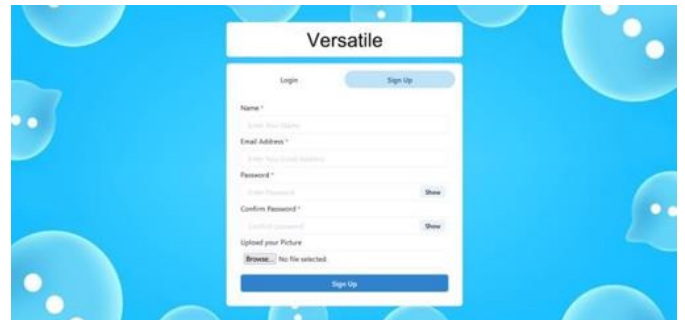 Versatile
Login Sign Up
Name *
Enter Your Name
Email Address *
Enter Your Email Address
Password *
Enter Password Show
Confirm Password *
Confirm password Show
Upload your Picture
Browse... No file selected.
Sign Up